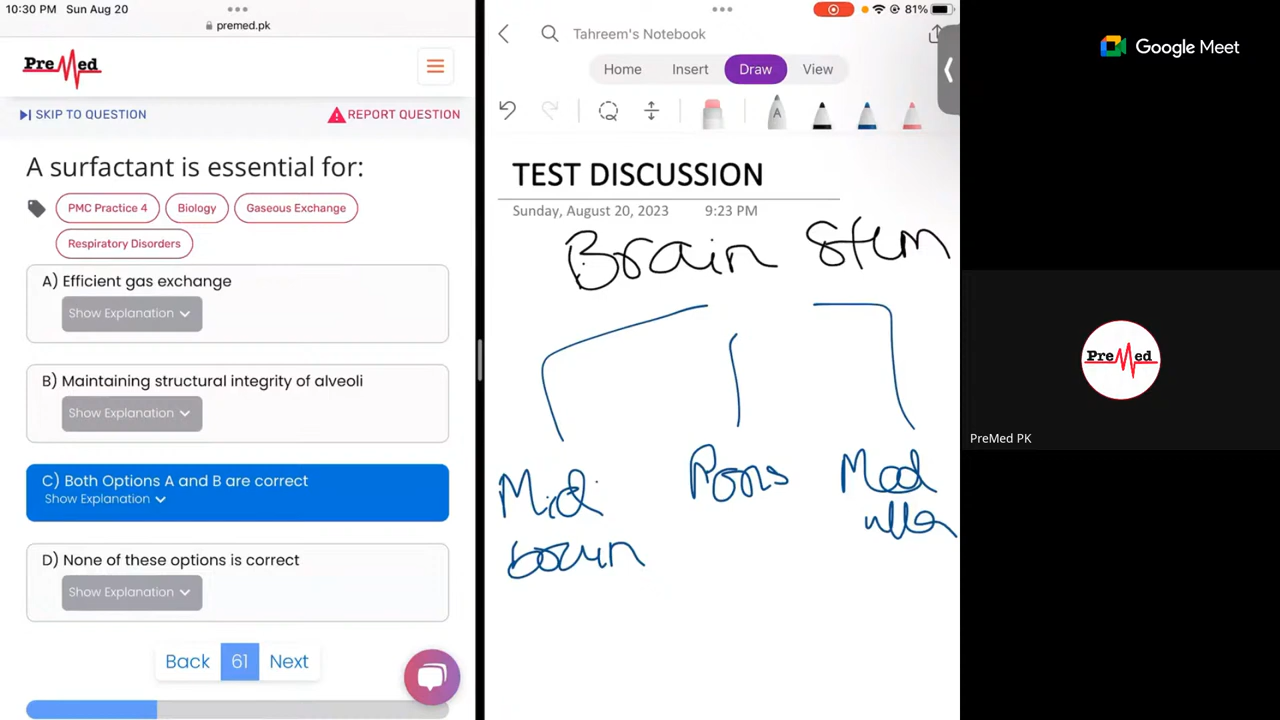 10:30 PM Sun Aug 20
premed.pk
PreMed
SKIP TO QUESTION
REPORT QUESTION
A surfactant is essential for:
PMC Practice 4
Biology
Gaseous Exchange
Respiratory Disorders
A) Efficient gas exchange
Show Explanation
B) Maintaining structural integrity of alveoli
Show Explanation
C) Both Options A and B are correct
Show Explanation
D) None of these options is correct
Show Explanation
Back 61 Next
81%
Tahreem's Notebook
Home Insert Draw View
TEST DISCUSSION
Sunday, August 20, 2023 9:23 PM
Brain Stem
Mid
brain
Pons
Med
ulla
Google Meet
PreMed
PreMed PK